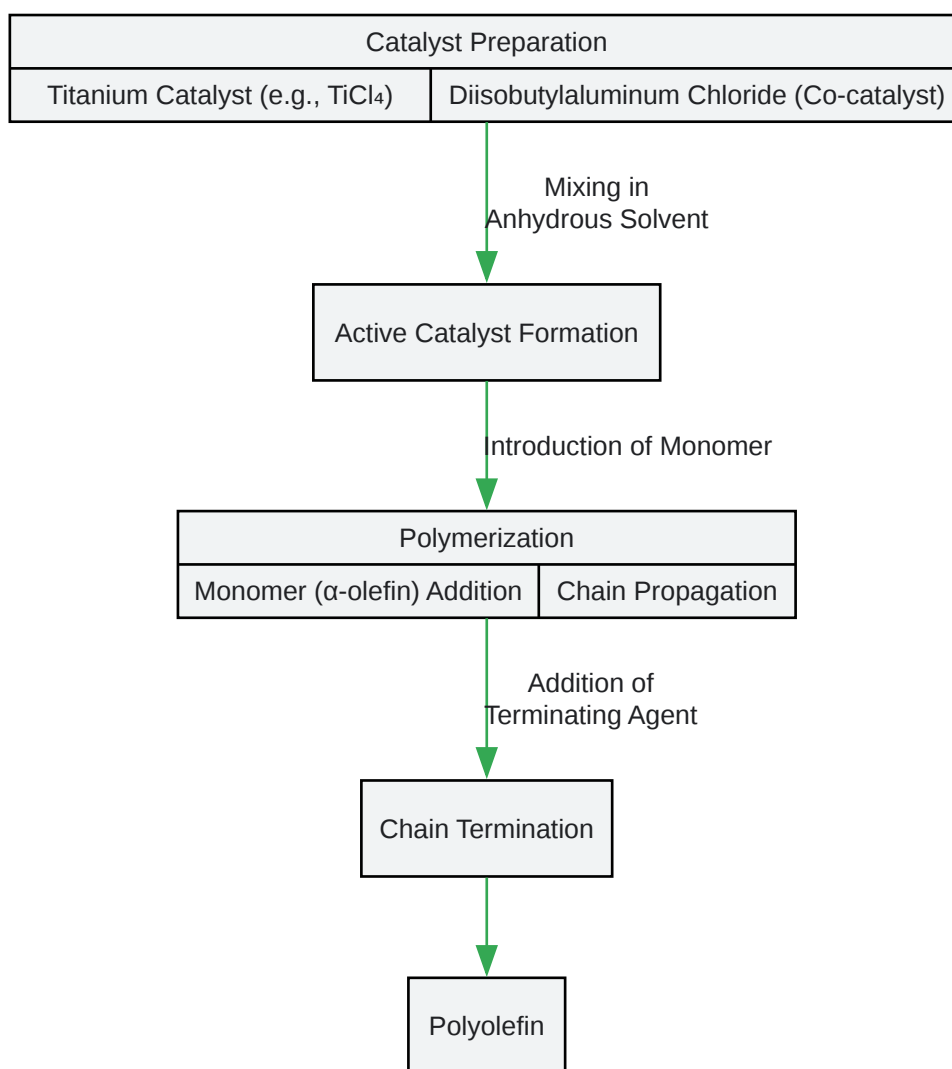 Catalyst Preparation
Titanium Catalyst (e.g., TiCl₄)
Diisobutylaluminum Chloride (Co-catalyst)
Mixing in
Anhydrous Solvent
Active Catalyst Formation
Introduction of Monomer
Polymerization
Monomer (α-olefin) Addition
Chain Propagation
Addition of
Terminating Agent
Chain Termination
Polyolefin